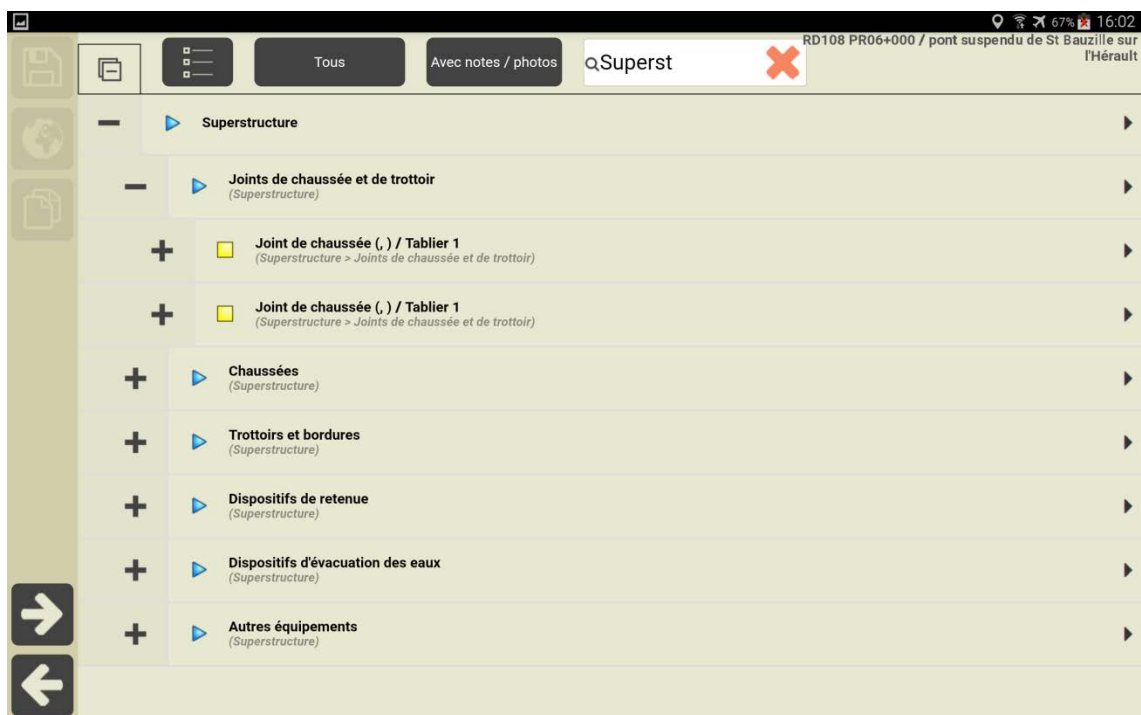 67% 16:02
RD108 PR06+000 / pont suspendu de St Bauzille sur
l'Hérault
Tous
Avec notes / photos
Superst
Superstructure
Joints de chaussée et de trottoir
(Superstructure)
Joint de chaussée (, ) / Tablier 1
(Superstructure > Joints de chaussée et de trottoir)
Joint de chaussée (, ) / Tablier 1
(Superstructure > Joints de chaussée et de trottoir)
Chaussées
(Superstructure)
Trottoirs et bordures
(Superstructure)
Dispositifs de retenue
(Superstructure)
Dispositifs d'évacuation des eaux
(Superstructure)
Autres équipements
(Superstructure)